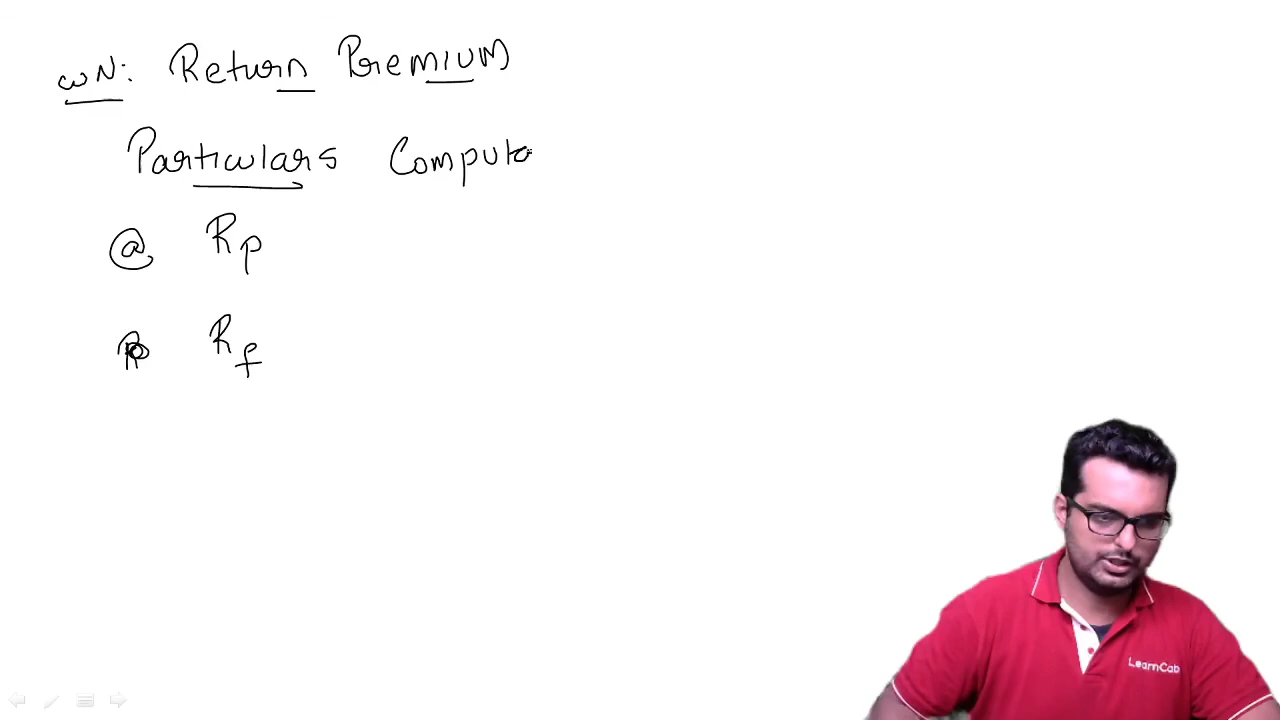 WN: Return Premium
Particulars Computa
@ Rp
Rf
LearnCab